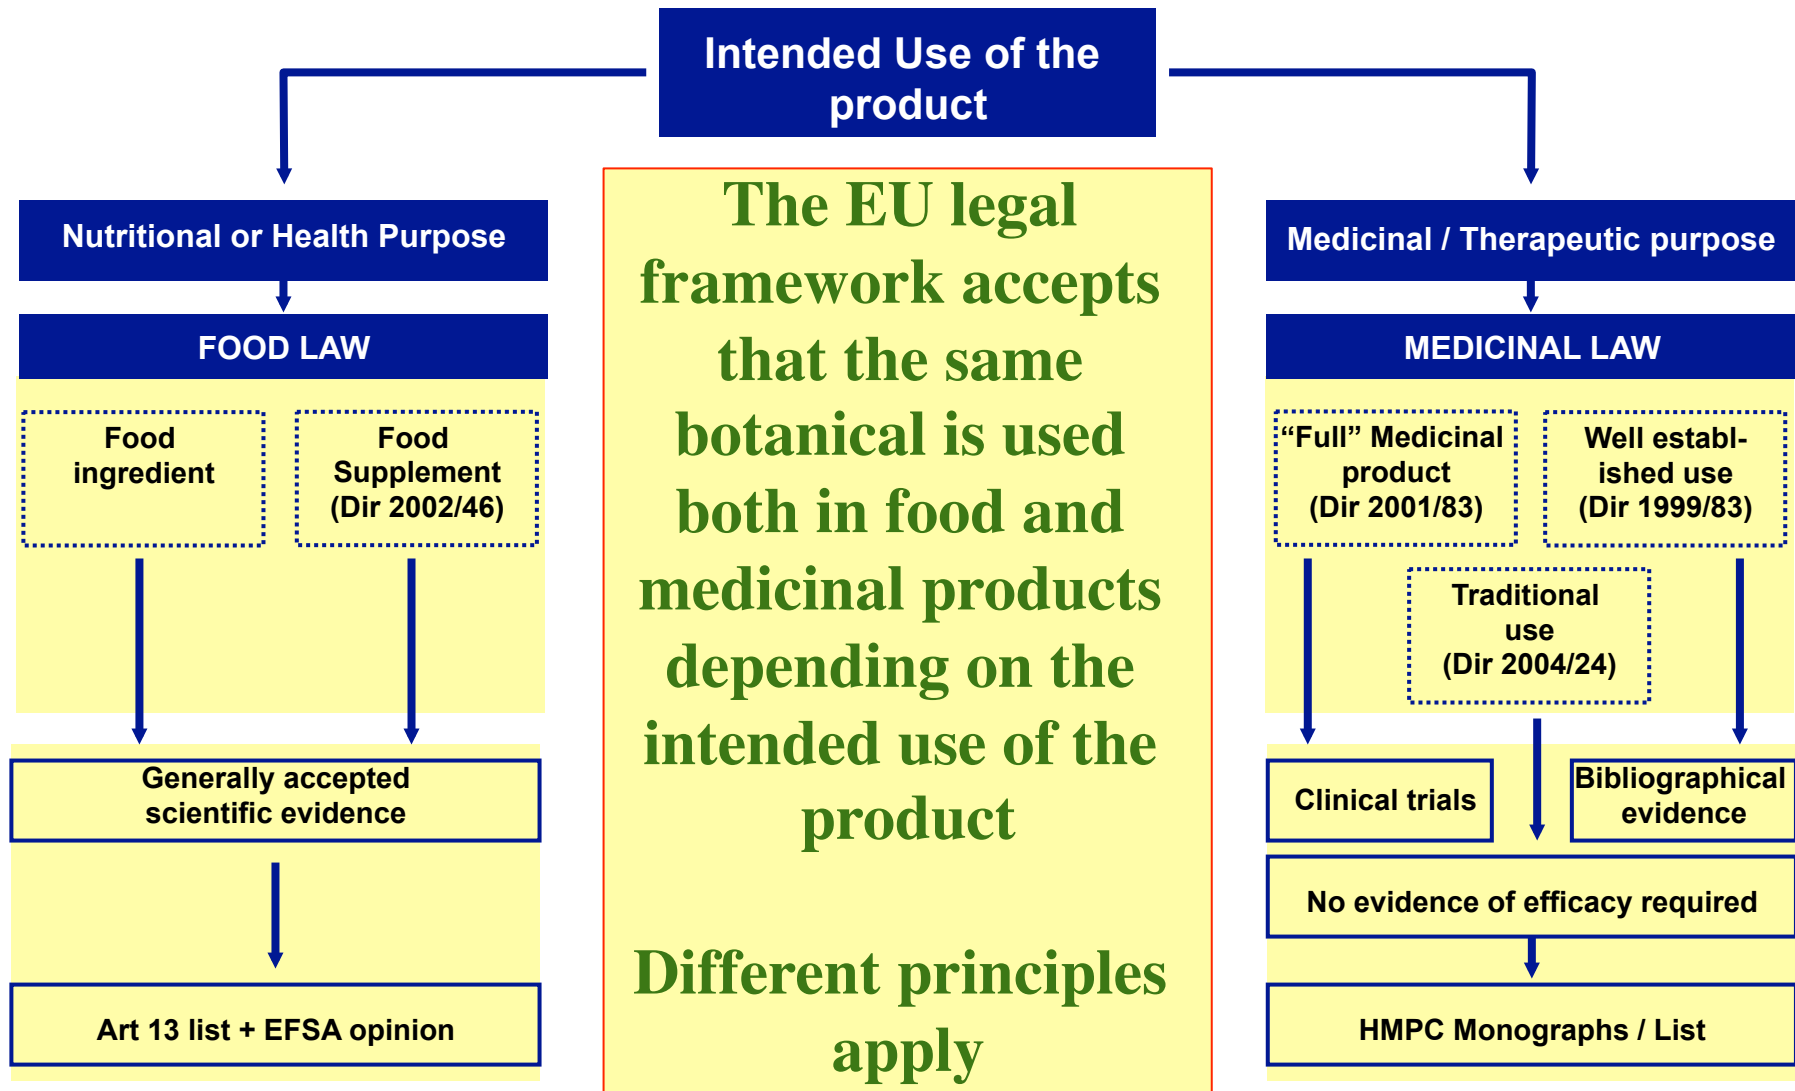 Intended Use of the
product
Nutritional or Health Purpose
FOOD LAW
Food
ingredient
Food
Supplement
(Dir 2002/46)
Generally accepted
scientific evidence
Art 13 list + EFSA opinion
The EU legal
framework accepts
that the same
botanical is used
both in food and
medicinal products
depending on the
intended use of the
product
Different principles
apply
Medicinal / Therapeutic purpose
MEDICINAL LAW
“Full” Medicinal
product
(Dir 2001/83)
Well establ-
ished use
(Dir 1999/83)
Traditional
use
(Dir 2004/24)
Clinical trials
Bibliographical
evidence
No evidence of efficacy required
HMPC Monographs / List